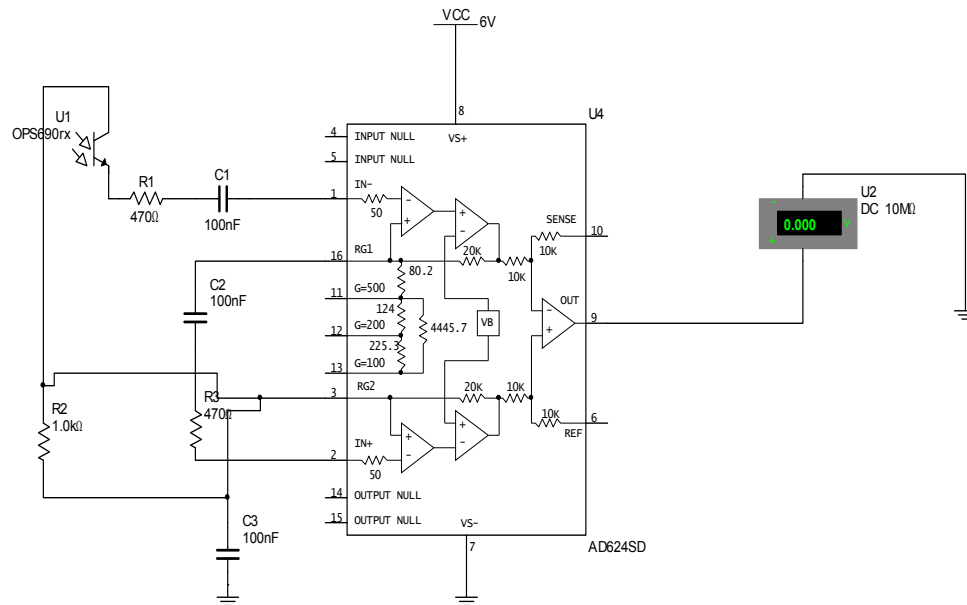 VCC
6V
8
U4
U1
OPS690rx
4
INPUT NULL
VS+
5
INPUT NULL
R1
470Ω
C1
100nF
1
IN-
50
SENSE
10
10K
U2
DC 10MΩ
-
0.000
V
+
16
RG1
20K
10K
80.2
C2
100nF
11
G=500
124
4445.7
VB
OUT
9
12
G=200
225.3
13
G=100
3
RG2
20K
10K
R2
1.0kΩ
R3
470Ω
10K
6
REF
2
IN+
50
14
OUTPUT NULL
15
OUTPUT NULL
VS-
C3
100nF
7
AD624SD